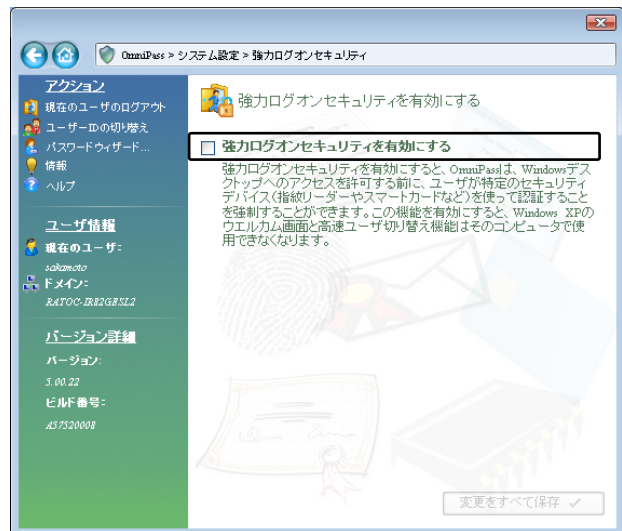 OmniPass > システム設定 > 強力ログオンセキュリティ
アクション
現在のユーザのログアウト
ユーザーIDの切り替え
パスワードウィザード...
情報
ヘルプ
ユーザ情報
現在のユーザ:
sakamoto
ドメイン:
RATOC-IR82G8SL2
バージョン詳細
バージョン:
5.00.22
ビルド番号:
AS7520008
強力ログオンセキュリティを有効にする
強力ログオンセキュリティを有効にする
強力ログオンセキュリティを有効にすると、OmniPassは、Windowsデス
クトップへのアクセスを許可する前に、ユーザが特定のセキュリティ
デバイス(指紋リーダーやスマートカードなど)を使って認証すること
を強制することができます。この機能を有効にすると、Windows XPの
ウエルカム画面と高速ユーザ切り替え機能はそのコンピュータで使
用できなくなります。
変更をすべて保存